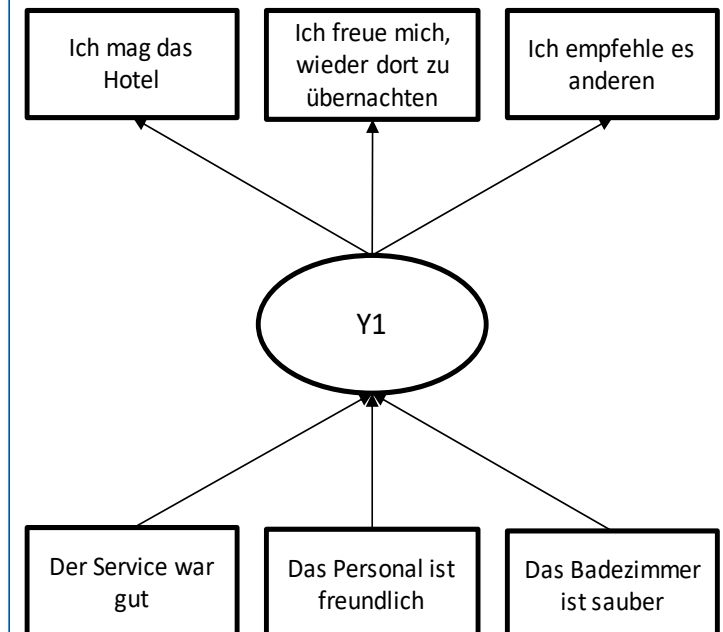 Ich mag das
Hotel
Ich freue mich,
wieder dort zu
übernachten
Ich empfehle es
anderen
Y1
Der Service war
gut
Das Personal ist
freundlich
Das Badezimmer
ist sauber